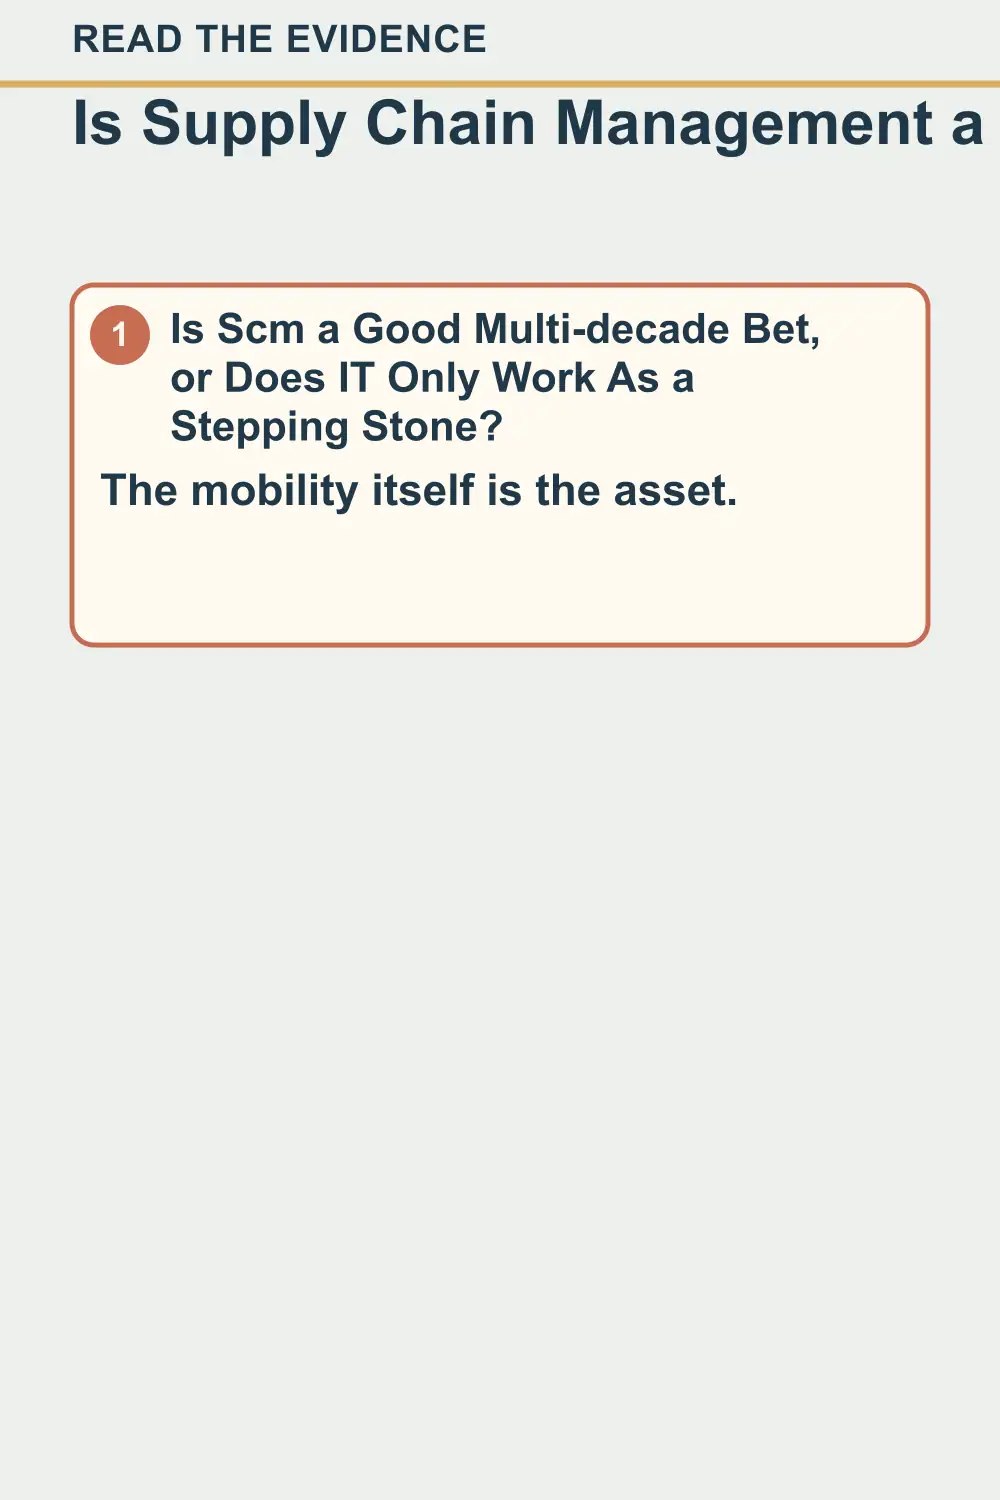 READ THE EVIDENCE
Is Supply Chain Management a
1
Is Scm a Good Multi-decade Bet,
or Does IT Only Work As a
Stepping Stone?
The mobility itself is the asset.